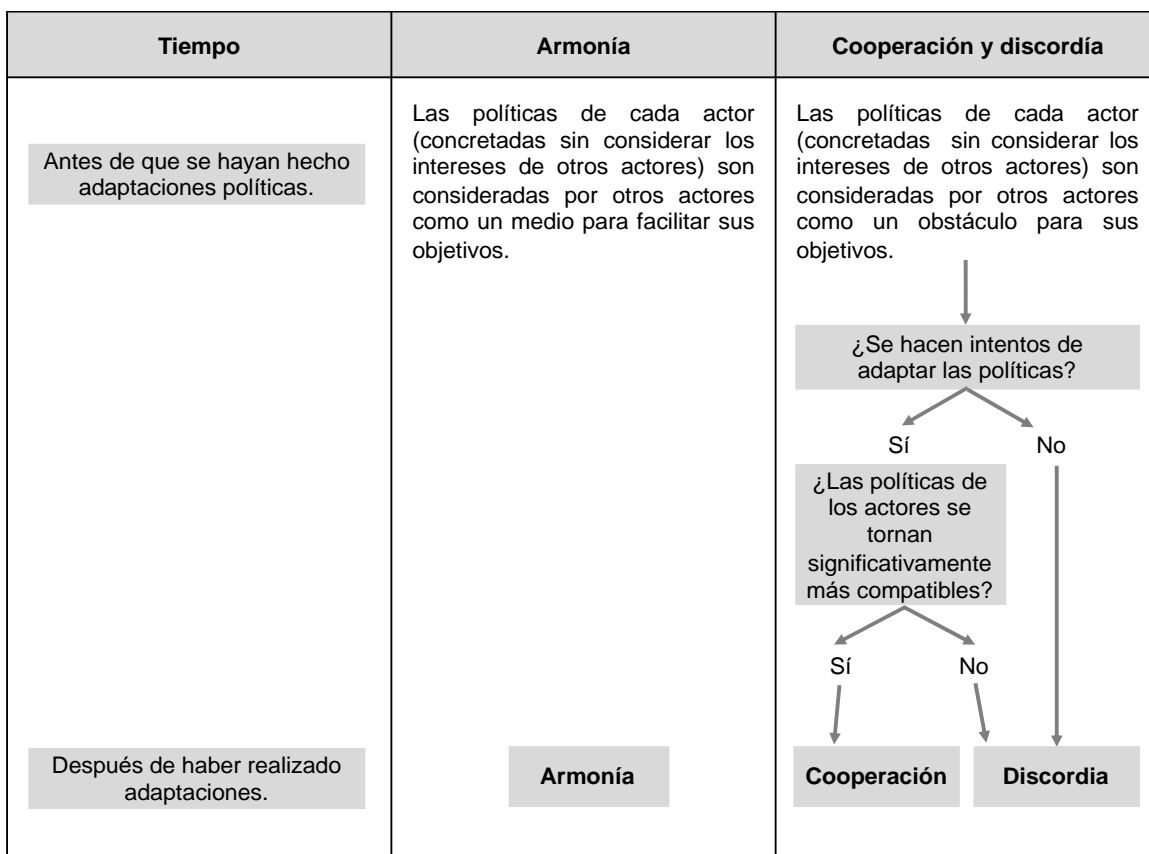 Tiempo
Armonía
Cooperación y discordía
Antes de que se hayan hecho
adaptaciones políticas.
Las políticas de cada actor
(concretadas sin considerar los
intereses de otros actores) son
consideradas por otros actores
como un medio para facilitar sus
objetivos.
Las políticas de cada actor
(concretadas sin considerar los
intereses de otros actores) son
consideradas por otros actores
como un obstáculo para sus
objetivos.
¿Se hacen intentos de
adaptar las políticas?
Sí
No
¿Las políticas de
los actores se
tornan
significativamente
más compatibles?
Sí
No
Después de haber realizado
adaptaciones.
Armonía
Cooperación
Discordia